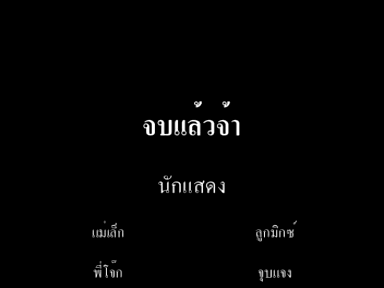 จบแล้วจ้า
นักแสดง
แม่เล็ก ลูกมิกซ์
พี่โจ๊ก จุบแจง